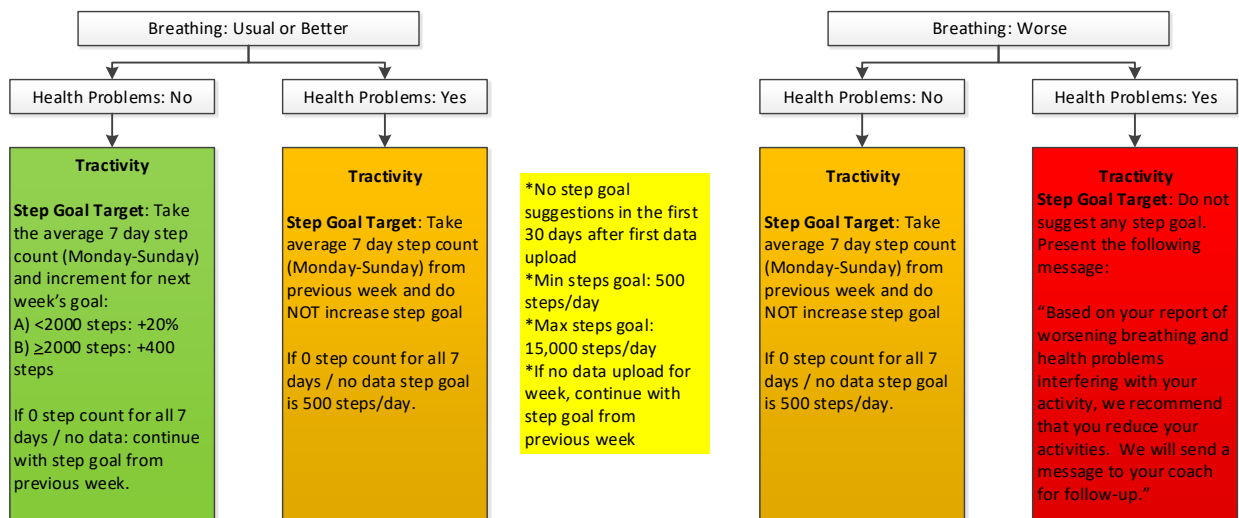 Breathing: Usual or Better
Health Problems: No
Health Problems: Yes
Tractivity
Step Goal Target: Take
the average 7 day step
count (Monday-Sunday)
and increment for next
week's goal:
A) <2000 steps: +20%
B) ≥2000 steps: +400
steps
If 0 step count for all 7
days / no data: continue
with step goal from
previous week.
Tractivity
Step Goal Target: Take
average 7 day step count
(Monday-Sunday) from
previous week and do
NOT increase step goal
If 0 step count for all 7
days / no data step goal
is 500 steps/day.
*No step goal
suggestions in the first
30 days after first data
upload
*Min steps goal: 500
steps/day
*Max steps goal:
15,000 steps/day
*If no data upload for
week, continue with
step goal from
previous week
Breathing: Worse
Health Problems: No
Health Problems: Yes
Tractivity
Step Goal Target: Take
average 7 day step count
(Monday-Sunday) from
previous week and do
NOT increase step goal
If 0 step count for all 7
days / no data step goal
is 500 steps/day.
Tractivity
Step Goal Target: Do not
suggest any step goal.
Present the following
message:
“Based on your report of
worsening breathing and
health problems
interfering with your
activity, we recommend
that you reduce your
activities.  We will send a
message to your coach
for follow-up.”